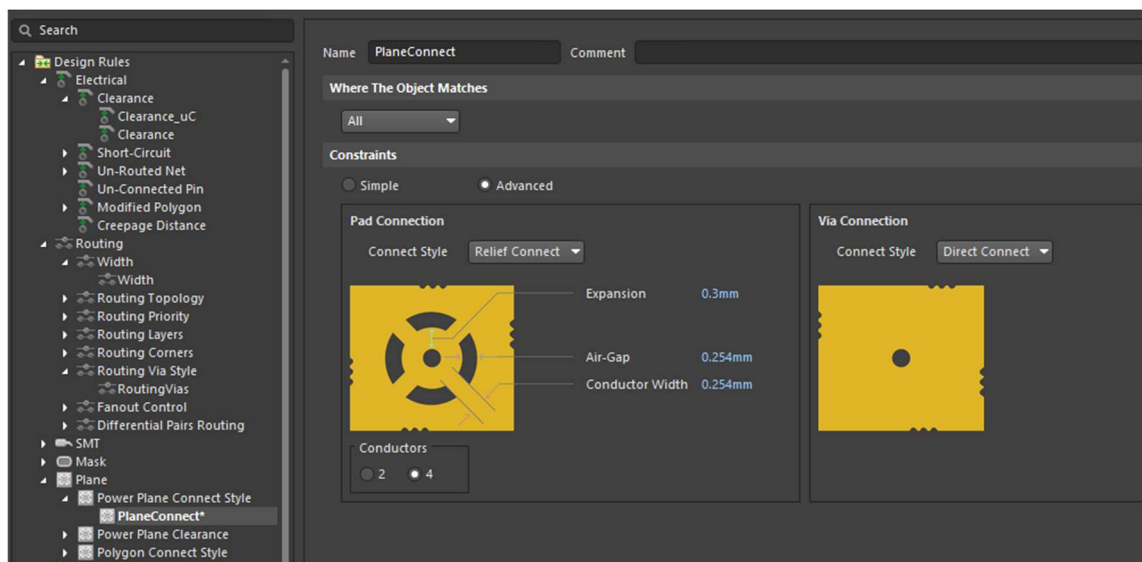 Search
Design Rules
Electrical
Clearance
Clearance_uC
Clearance
Short-Circuit
Un-Routed Net
Un-Connected Pin
Modified Polygon
Creepage Distance
Routing
Width
Width
Routing Topology
Routing Priority
Routing Layers
Routing Corners
Routing Via Style
RoutingVias
Fanout Control
Differential Pairs Routing
SMT
Mask
Plane
Power Plane Connect Style
PlaneConnect*
Power Plane Clearance
Polygon Connect Style
Name PlaneConnect Comment
Where The Object Matches
All
Constraints
Simple Advanced
Pad Connection
Connect Style Relief Connect
Expansion 0.3mm
Air-Gap 0.254mm
Conductor Width 0.254mm
Conductors
2 4
Via Connection
Connect Style Direct Connect